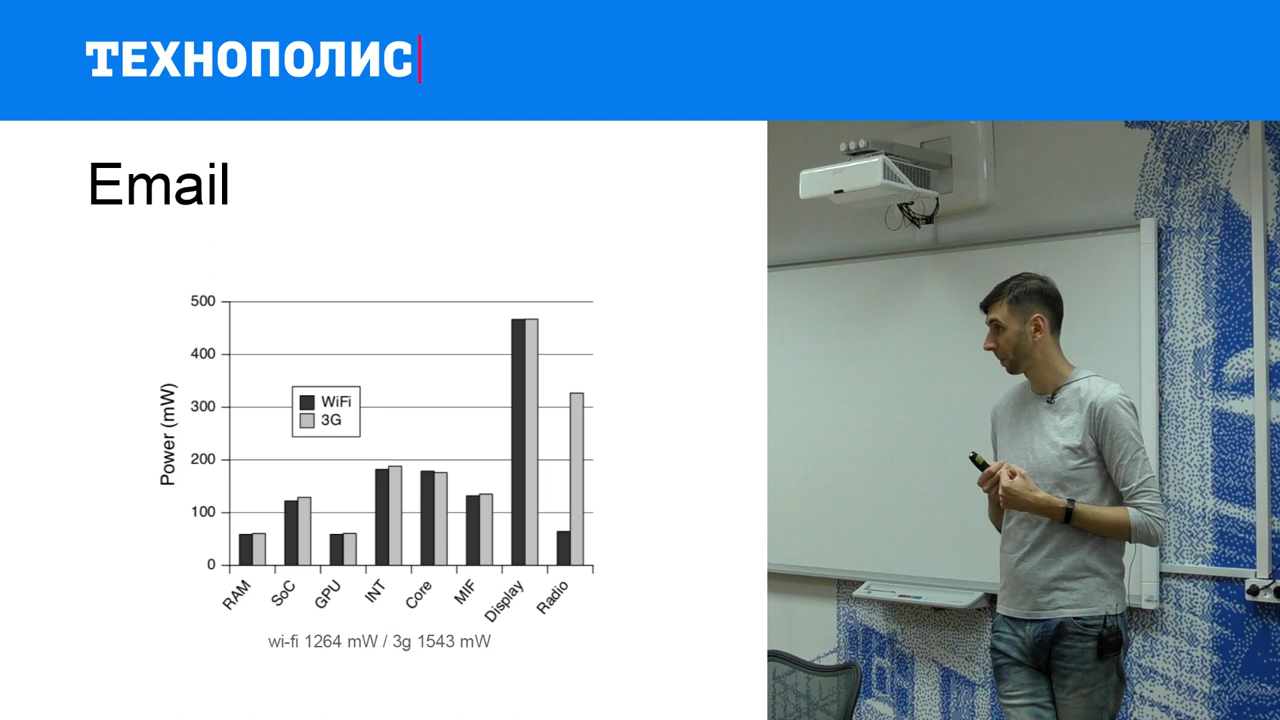 ТЕХНОПОЛИС
Email
500
400
300
200
100
0
Power (mW)
WiFi
3G
RAM
SoC
GPU
INT
Core
MIF
Display
Radio
wi-fi 1264 mW / 3g 1543 mW